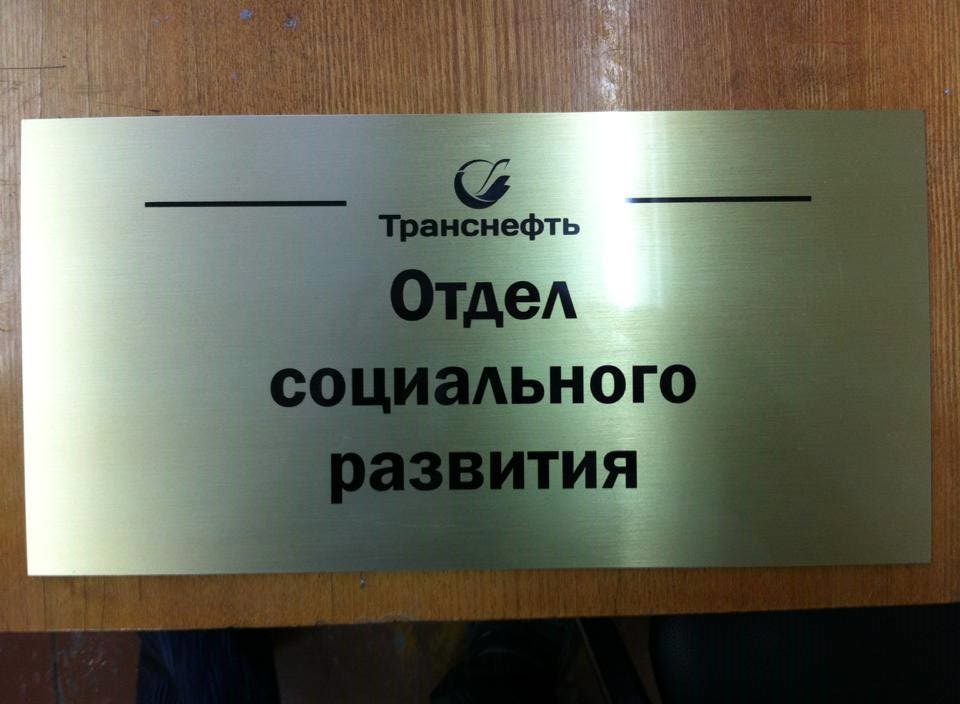 Транснефть
Отдел
социального
развития